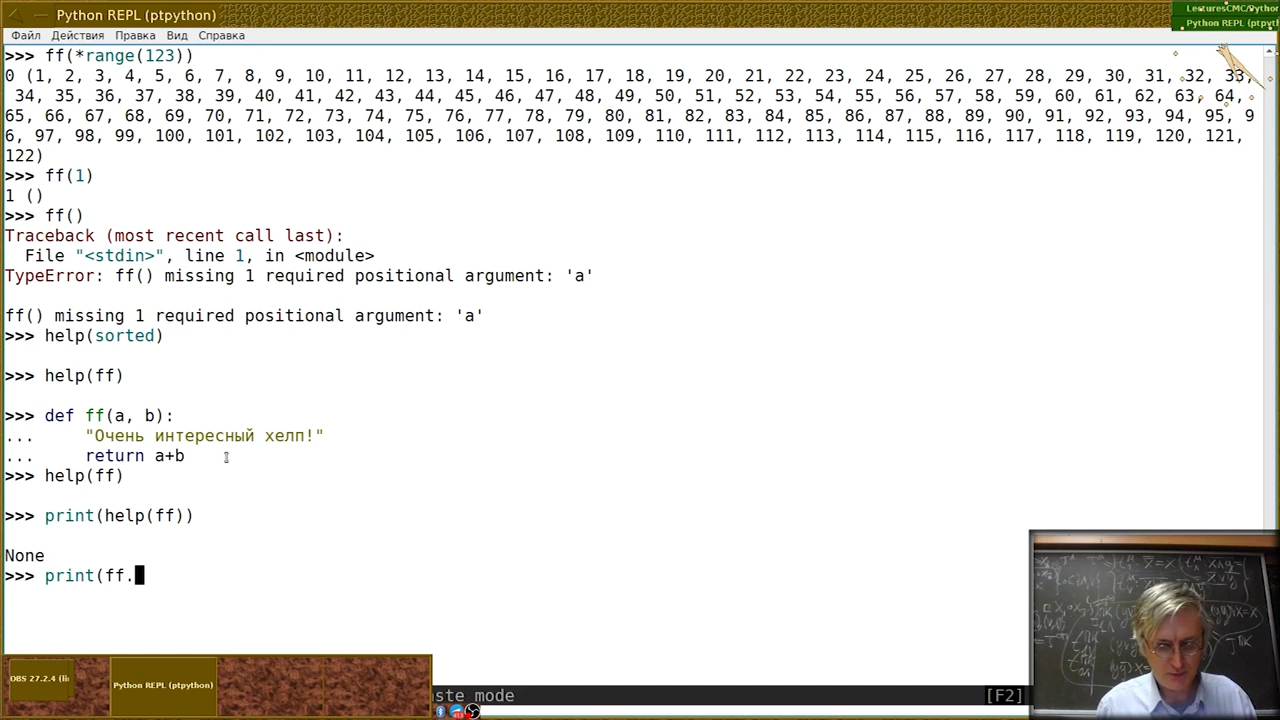 Python REPL (ptpython)
LecturesCMC/Python
Python REPL (ptpyth
Файл Действия Правка Вид Справка
>>> ff(*range(123))
0 (1, 2, 3, 4, 5, 6, 7, 8, 9, 10, 11, 12, 13, 14, 15, 16, 17, 18, 19, 20, 21, 22, 23, 24, 25, 26, 27, 28, 29, 30, 31, 32, 33,
34, 35, 36, 37, 38, 39, 40, 41, 42, 43, 44, 45, 46, 47, 48, 49, 50, 51, 52, 53, 54, 55, 56, 57, 58, 59, 60, 61, 62, 63, 64,
65, 66, 67, 68, 69, 70, 71, 72, 73, 74, 75, 76, 77, 78, 79, 80, 81, 82, 83, 84, 85, 86, 87, 88, 89, 90, 91, 92, 93, 94, 95, 9
6, 97, 98, 99, 100, 101, 102, 103, 104, 105, 106, 107, 108, 109, 110, 111, 112, 113, 114, 115, 116, 117, 118, 119, 120, 121,
122)
>>> ff(1)
1 ()
>>> ff()
Traceback (most recent call last):
File "<stdin>", line 1, in <module>
TypeError: ff() missing 1 required positional argument: 'a'
ff() missing 1 required positional argument: 'a'
>>> help(sorted)
>>> help(ff)
>>> def ff(a, b):
... "Очень интересный хелп!"
... return a+b
>>> help(ff)
>>> print(help(ff))
None
>>> print(ff.
OBS 27.2.4 (li
Python REPL (ptpython)
ste mode
[F2]